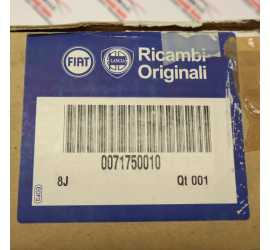 FIAT
LANCIA
Ricambi
Originali
0071750010
8J
Qt 001